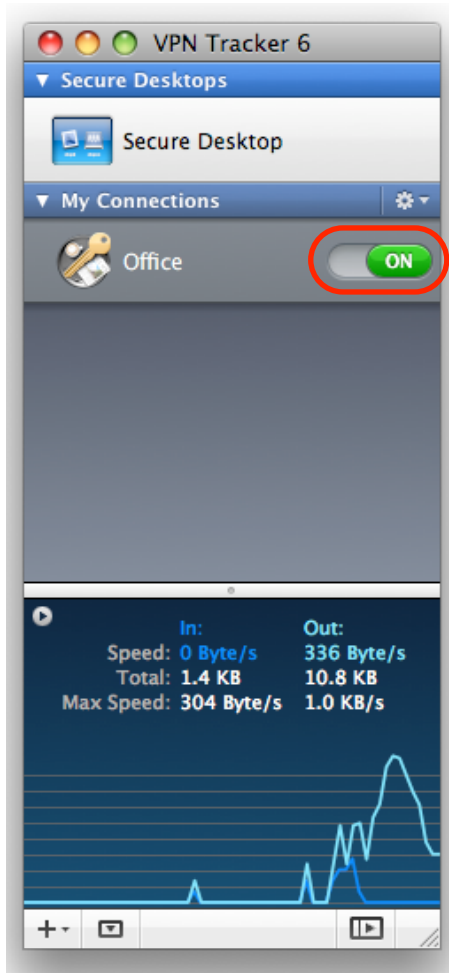 VPN Tracker 6
Secure Desktops
Secure Desktop
My Connections
Office
ON
In: Out:
Speed: 0 Byte/s 336 Byte/s
Total: 1.4 KB 10.8 KB
Max Speed: 304 Byte/s 1.0 KB/s